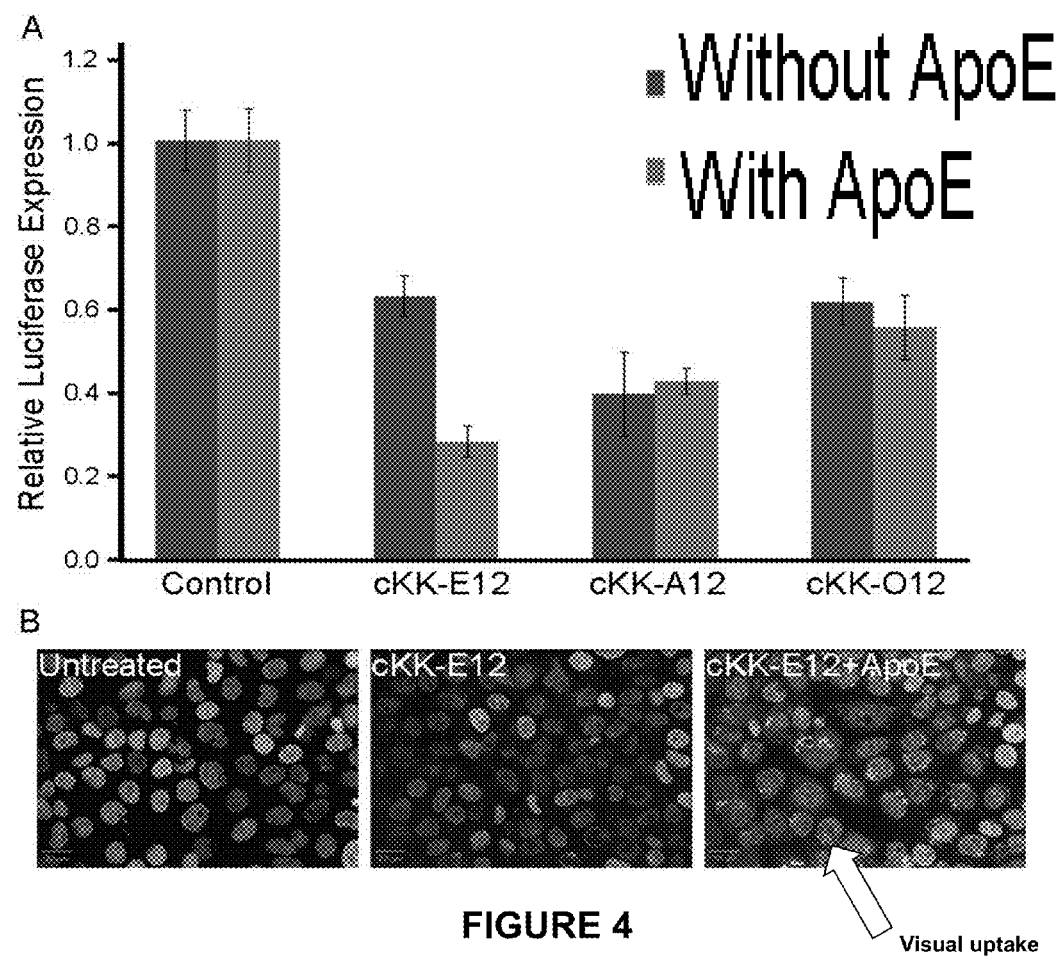 A
Without ApoE
With ApoE
Relative Luciferase Expression
1.2
1.0
0.8
0.6
0.4
0.2
0.0
Control cKK-E12 cKK-A12 cKK-O12
B
Untreated cKK-E12 cKK-E12+ApoE
FIGURE 4
Visual uptake